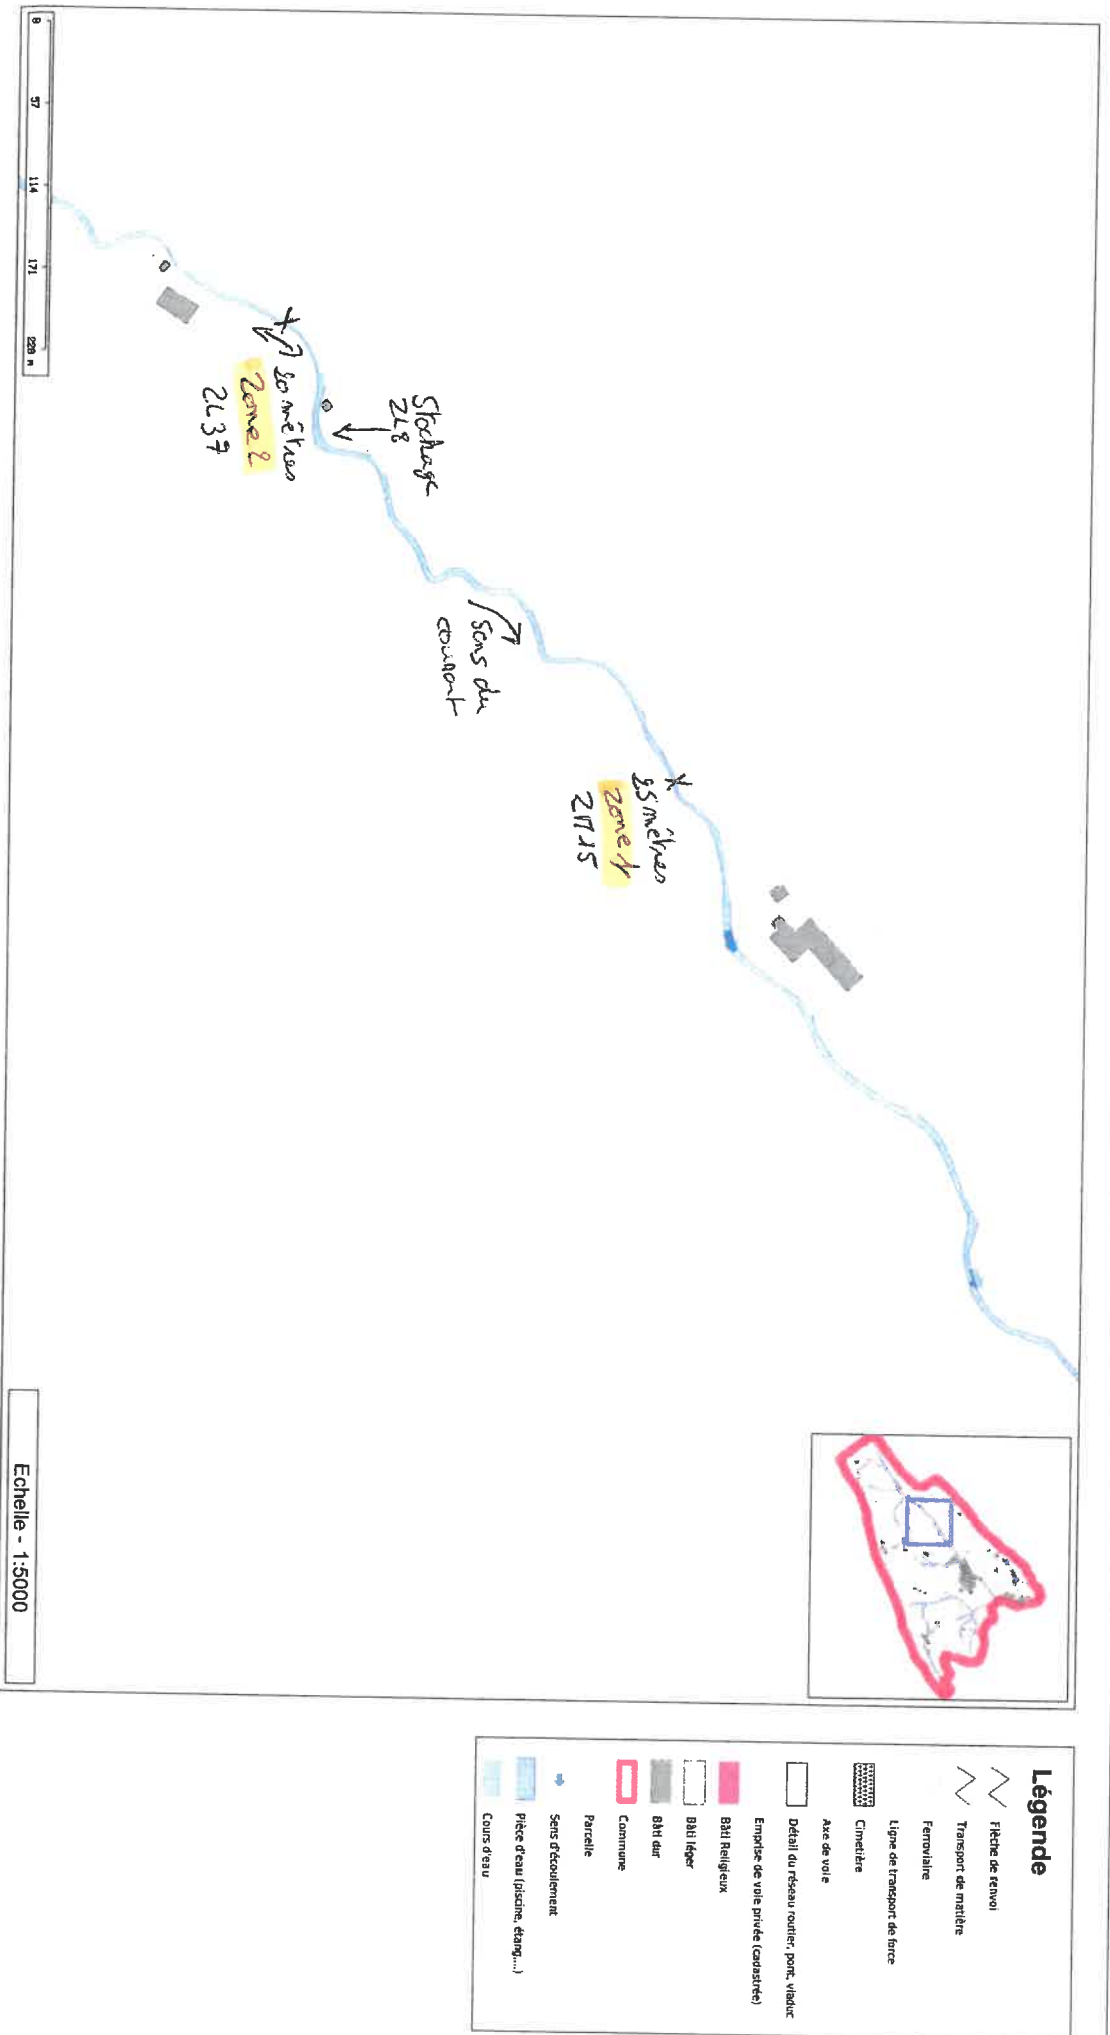 0 57 114 171 228 m
Stockage
ZL8
20 mètres
Zone 2
ZL37
Sens du
courant
25 mètres
Zone 1
ZM15
Echelle - 1:5000
Légende
Flèche de renvoi
Transport de matière
Ferroviaire
Ligne de transport de force
Cimetière
Axe de voie
Détail du réseau routier, pont, viaduc
Emprise de voie privée (cadastrée)
Bâti Religieux
Bâti léger
Bâti dur
Commune
Parcelle
Sens d'écoulement
Pièce d'eau (piscine, étang,...)
Cours d'eau